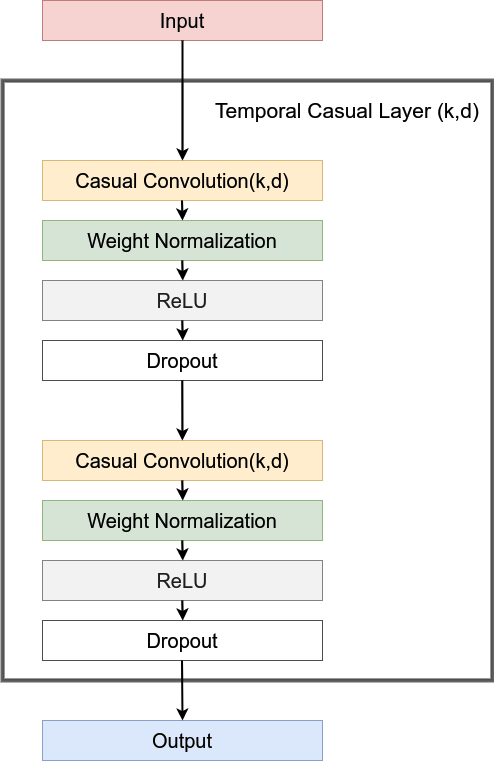 Input
Temporal Casual Layer (k,d)
Casual Convolution(k,d)
Weight Normalization
ReLU
Dropout
Casual Convolution(k,d)
Weight Normalization
ReLU
Dropout
Output